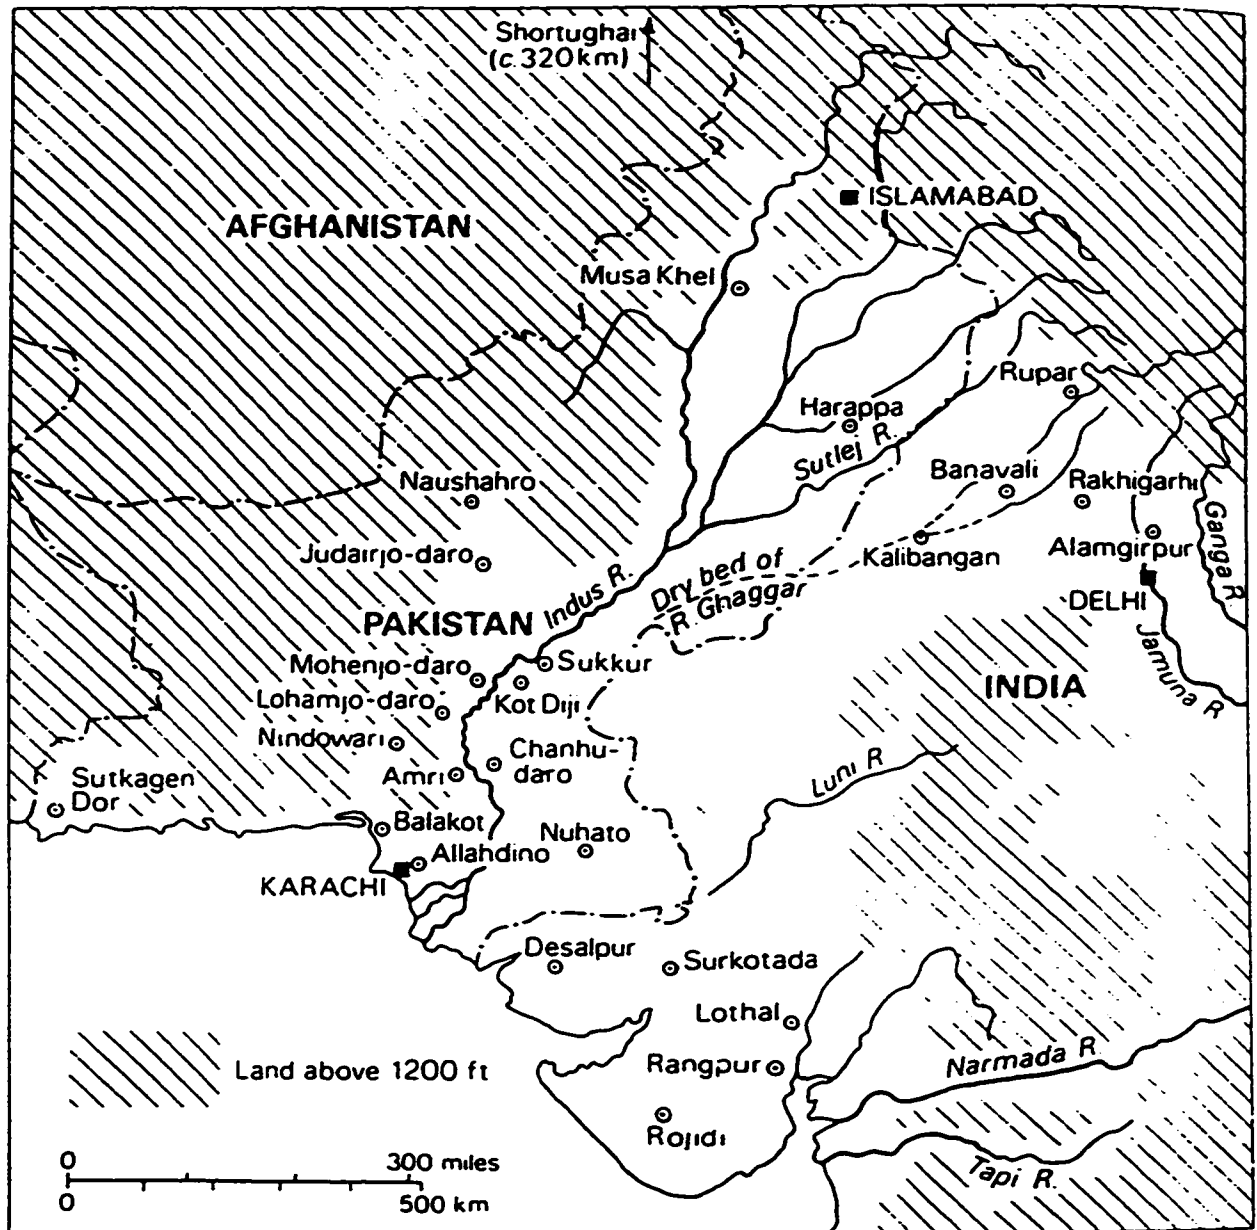 Shortughai
(c.320km)
AFGHANISTAN
ISLAMABAD
Musa Khel
Rupar
Harappa
Sutlej R.
Naushahro
Banavali
Rakhigarhi
Judairjo-daro
Kalibangan
Alamgirpur
Ganga R.
Indus R.
Dry bed of
R. Ghaggar
DELHI
PAKISTAN
Jamuna R
Mohenjo-daro
Sukkur
INDIA
Lohamjo-daro
Kot Diji
Nindowari
Chanhu-
daro
Amri
Luni R
Sutkagen
Dor
Balakot
Nuhato
Allahdino
KARACHI
Desalpur
Surkotada
Lothal
Land above 1200 ft
Rangpur
Narmada R
Rojidi
Tapi R.
0 300 miles
0 500 km